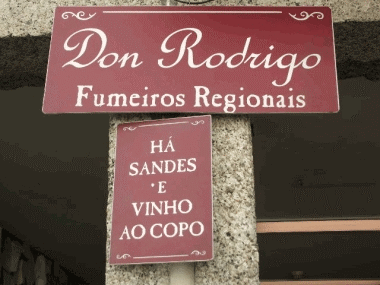 Don Rodrigo
Fumeiros Regionais
HÁ
SANDES
E
VINHO
AO COPO